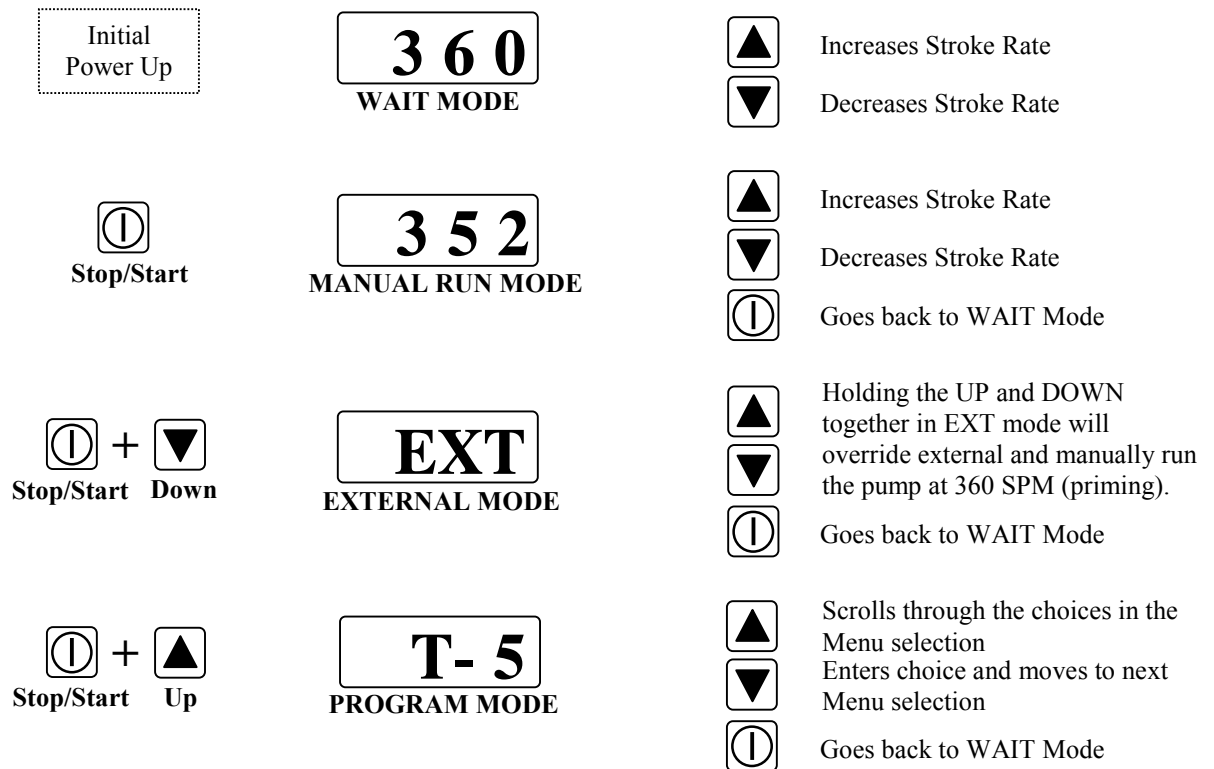 Initial
Power Up
3 6 0
WAIT MODE
Increases Stroke Rate
Decreases Stroke Rate
Stop/Start
3 5 2
MANUAL RUN MODE
Increases Stroke Rate
Decreases Stroke Rate
Goes back to WAIT Mode
+
Stop/Start Down
EXT
EXTERNAL MODE
Holding the UP and DOWN
together in EXT mode will
override external and manually run
the pump at 360 SPM (priming).
Goes back to WAIT Mode
+
Stop/Start Up
T- 5
PROGRAM MODE
Scrolls through the choices in the
Menu selection
Enters choice and moves to next
Menu selection
Goes back to WAIT Mode